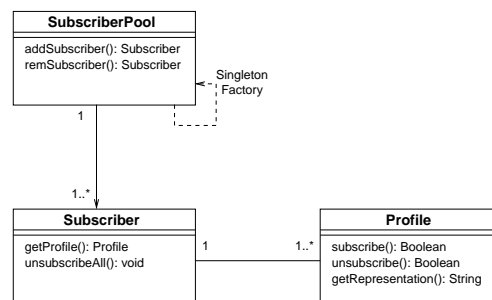 SubscriberPool
addSubscriber(): Subscriber
remSubscriber(): Subscriber
Singleton
Factory
1
1..*
Subscriber
getProfile(): Profile
unsubscribeAll(): void
1
1..*
Profile
subscribe(): Boolean
unsubscribe(): Boolean
getRepresentation(): String